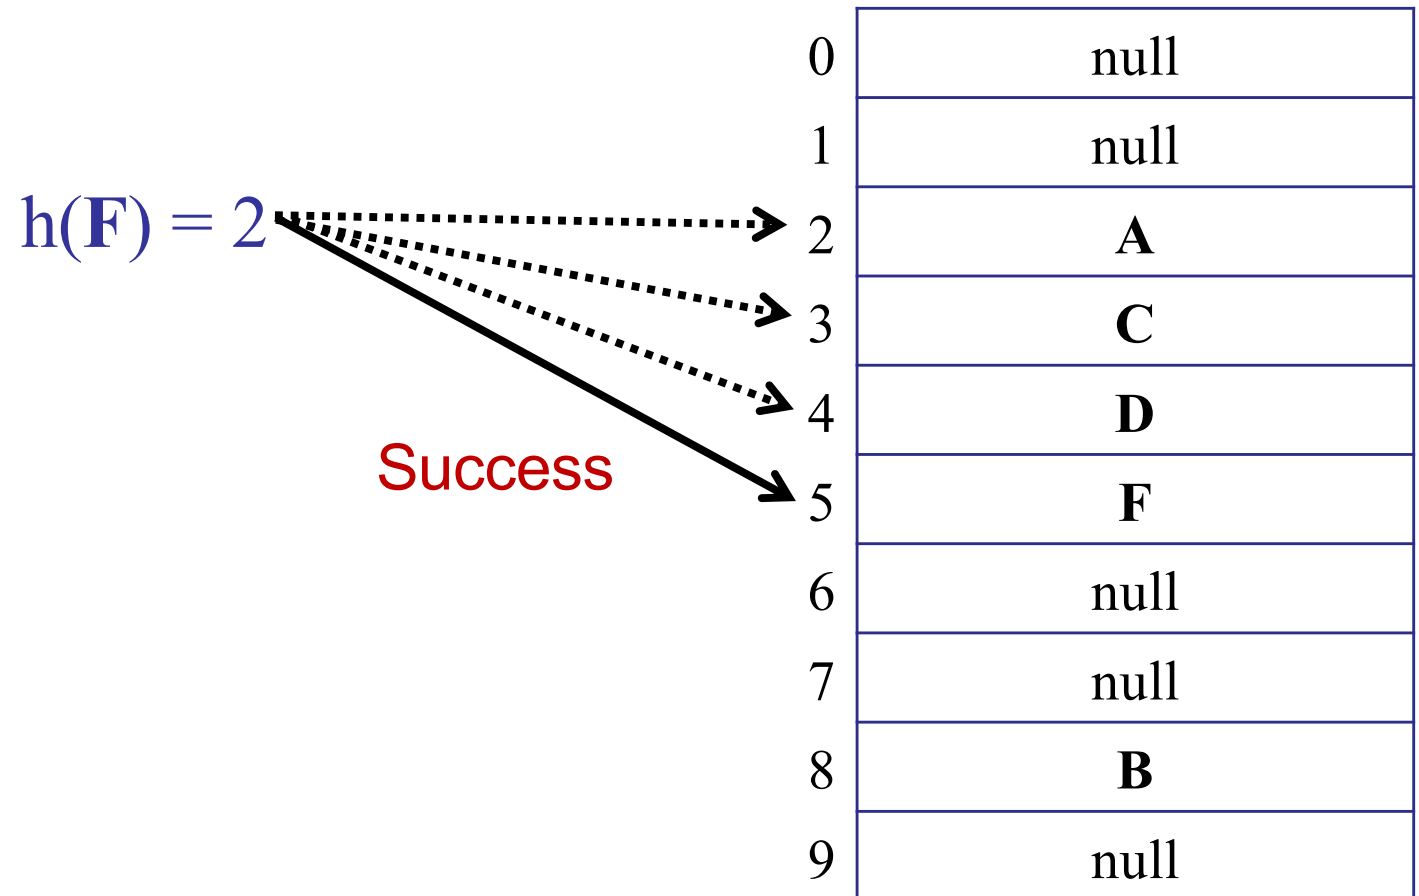 0 null
1 null
h(F) = 2
2 A
3 C
4 D
Success
5 F
6 null
7 null
8 B
9 null